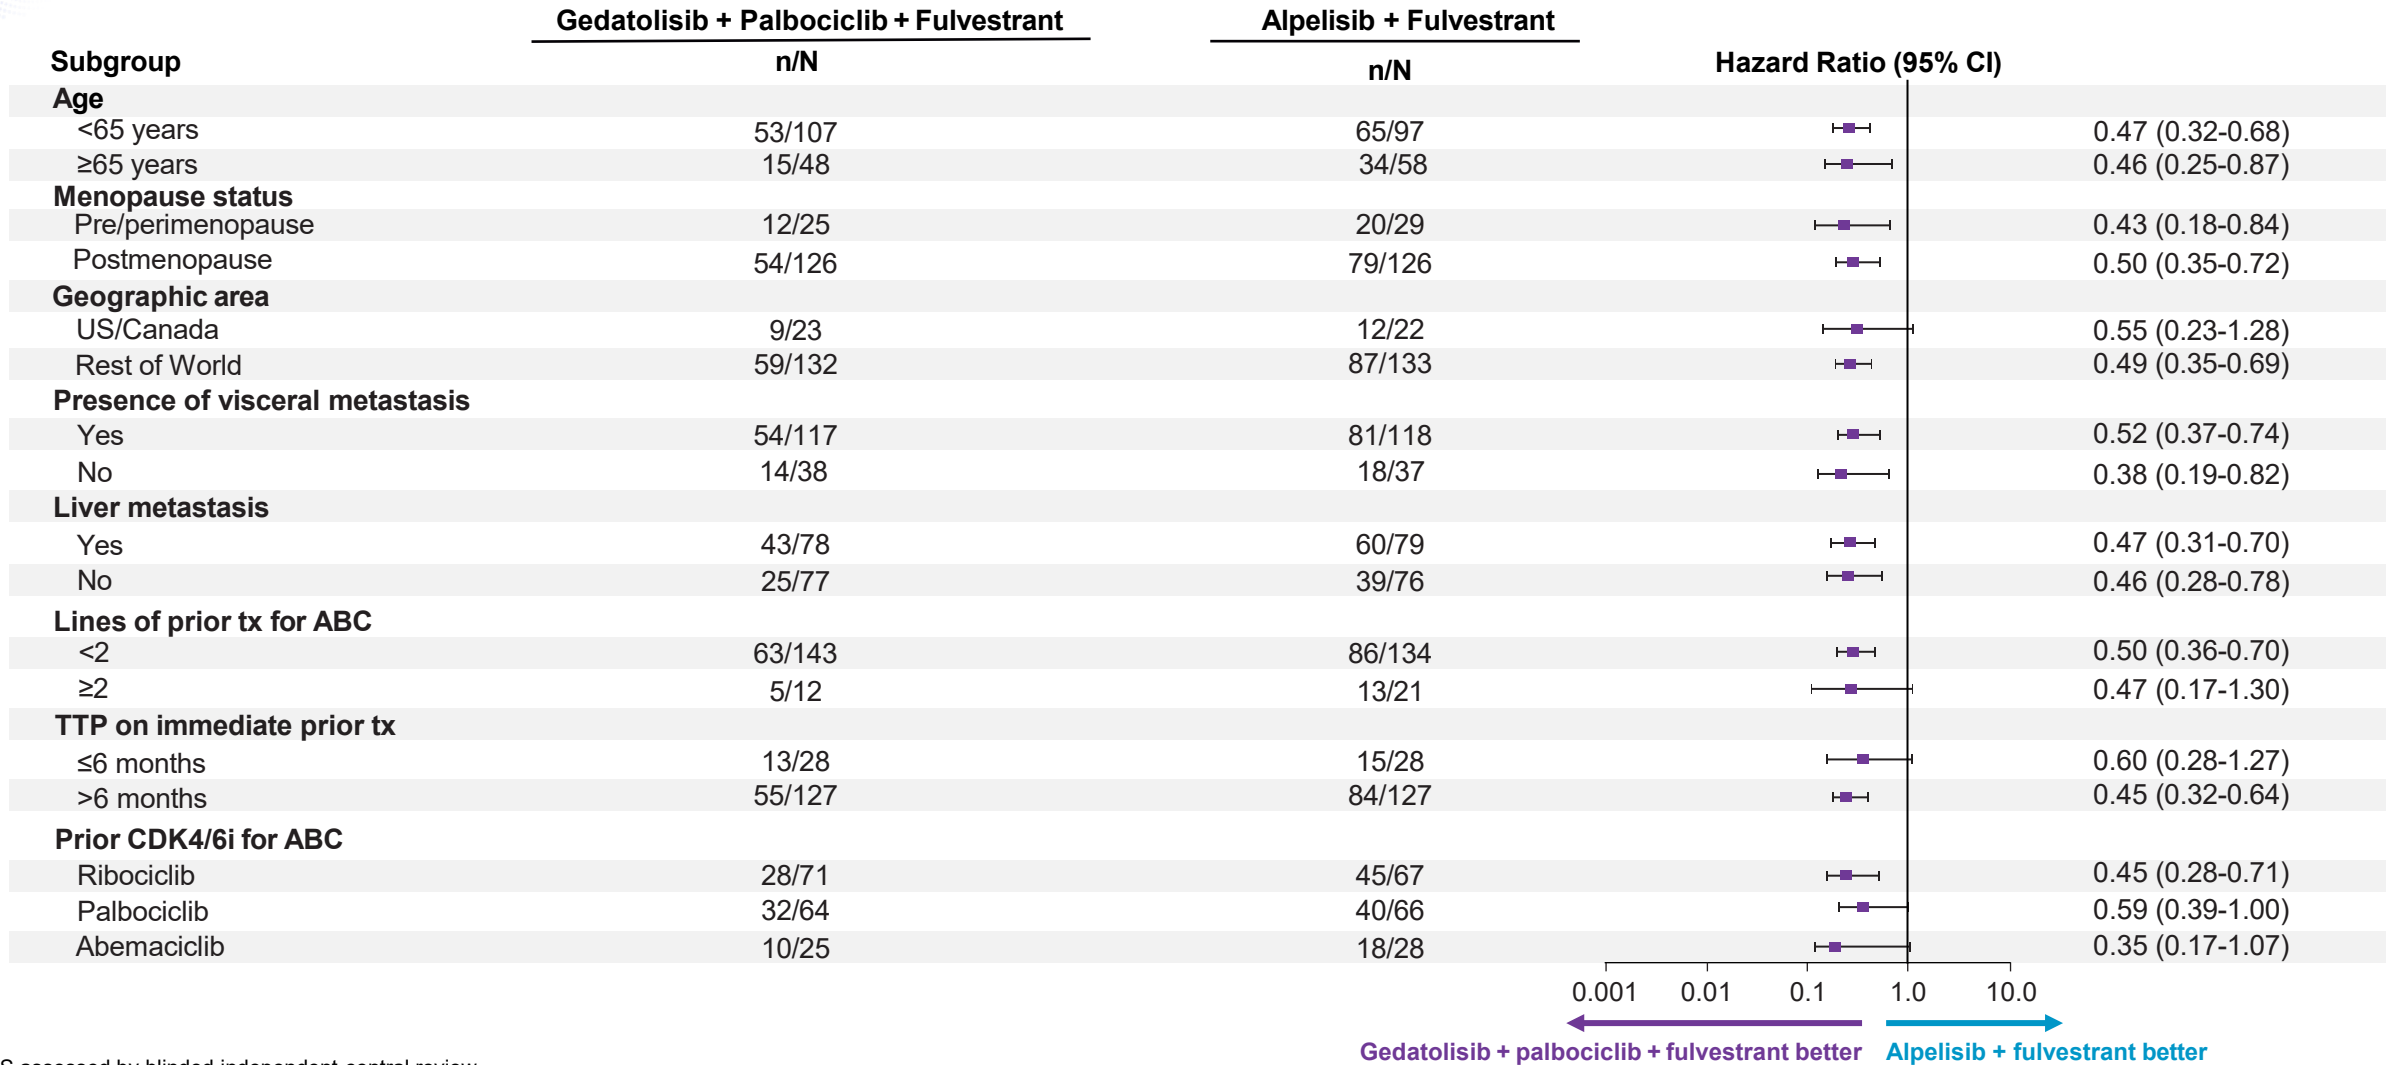 Gedatolisib + Palbociclib + Fulvestrant Alpelisib + Fulvestrant
Subgroup n/N n/N Hazard Ratio (95% CI)
Age
<65 years 53/107 65/97 0.47 (0.32-0.68)
≥65 years 15/48 34/58 0.46 (0.25-0.87)
Menopause status
Pre/perimenopause 12/25 20/29 0.43 (0.18-0.84)
Postmenopause 54/126 79/126 0.50 (0.35-0.72)
Geographic area
US/Canada 9/23 12/22 0.55 (0.23-1.28)
Rest of World 59/132 87/133 0.49 (0.35-0.69)
Presence of visceral metastasis
Yes 54/117 81/118 0.52 (0.37-0.74)
No 14/38 18/37 0.38 (0.19-0.82)
Liver metastasis
Yes 43/78 60/79 0.47 (0.31-0.70)
No 25/77 39/76 0.46 (0.28-0.78)
Lines of prior tx for ABC
<2 63/143 86/134 0.50 (0.36-0.70)
≥2 5/12 13/21 0.47 (0.17-1.30)
TTP on immediate prior tx
≤6 months 13/28 15/28 0.60 (0.28-1.27)
>6 months 55/127 84/127 0.45 (0.32-0.64)
Prior CDK4/6i for ABC
Ribociclib 28/71 45/67 0.45 (0.28-0.71)
Palbociclib 32/64 40/66 0.59 (0.39-1.00)
Abemaciclib 10/25 18/28 0.35 (0.17-1.07)
0.001 0.01 0.1 1.0 10.0
Gedatolisib + palbociclib + fulvestrant better Alpelisib + fulvestrant better